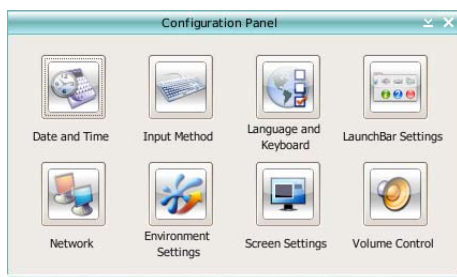 Configuration Panel
Date and Time
Input Method
Language and
Keyboard
LaunchBar Settings
Network
Environment
Settings
Screen Settings
Volume Control